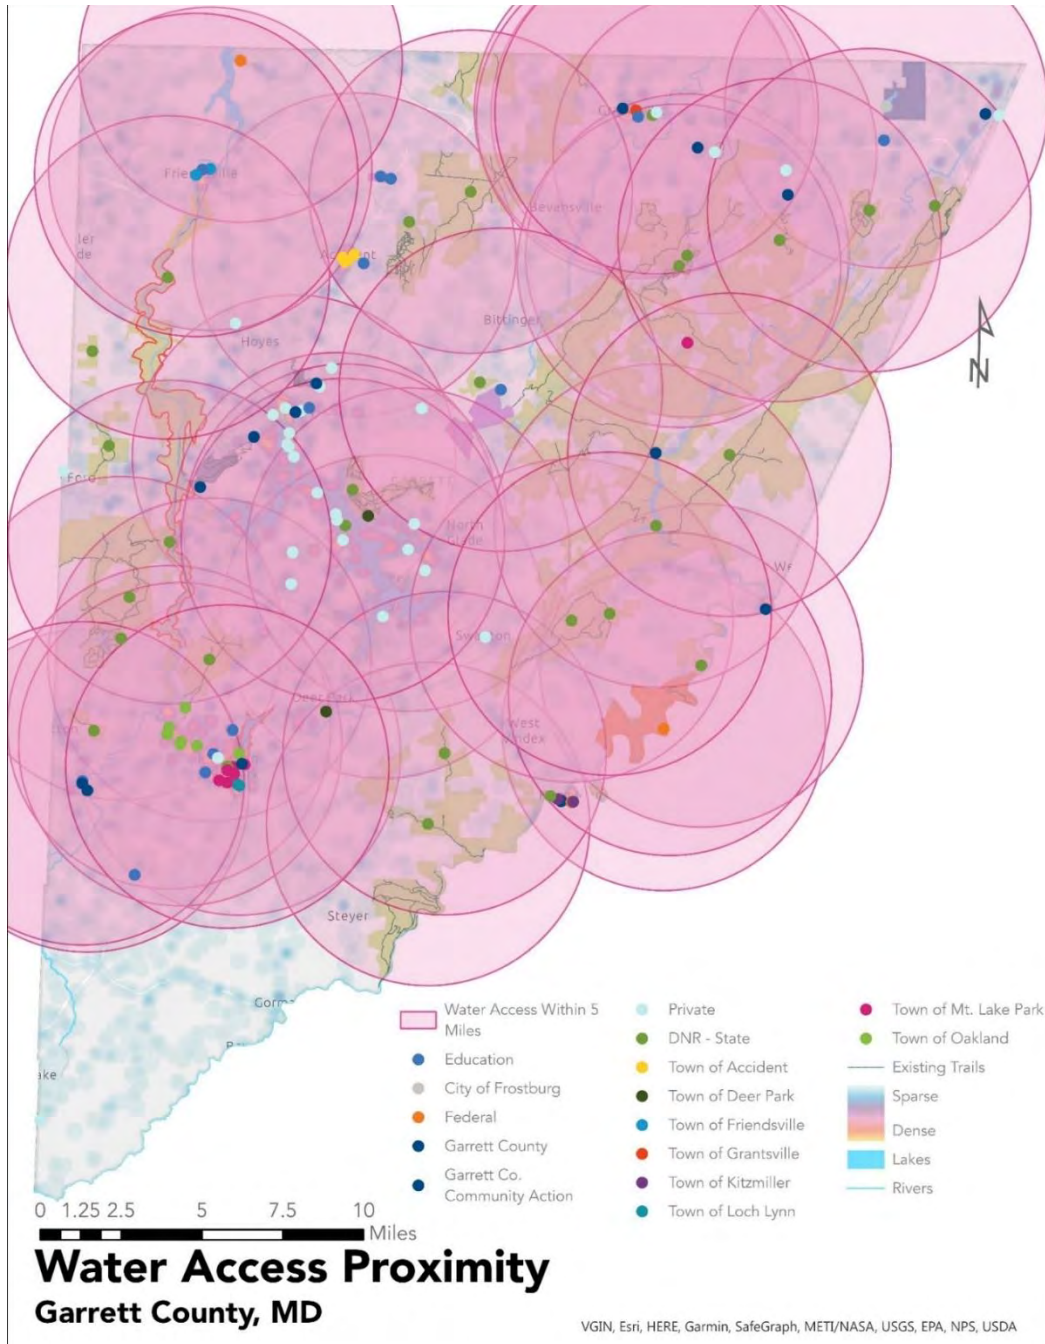 Friendsville
Accident
Bevansville
Hoyes
Bittinger
North
Glade
Swanton
Deer Park
West
Index
Steyer
N
Water Access Within 5
Miles
Education
City of Frostburg
Federal
Garrett County
Garrett Co.
Community Action
Private
DNR - State
Town of Accident
Town of Deer Park
Town of Friendsville
Town of Grantsville
Town of Kitzmiller
Town of Loch Lynn
Town of Mt. Lake Park
Town of Oakland
Existing Trails
Sparse
Dense
Lakes
Rivers
0 1.25 2.5 5 7.5 10
Miles
Water Access Proximity
Garrett County, MD
VGIN, Esri, HERE, Garmin, SafeGraph, METI/NASA, USGS, EPA, NPS, USDA